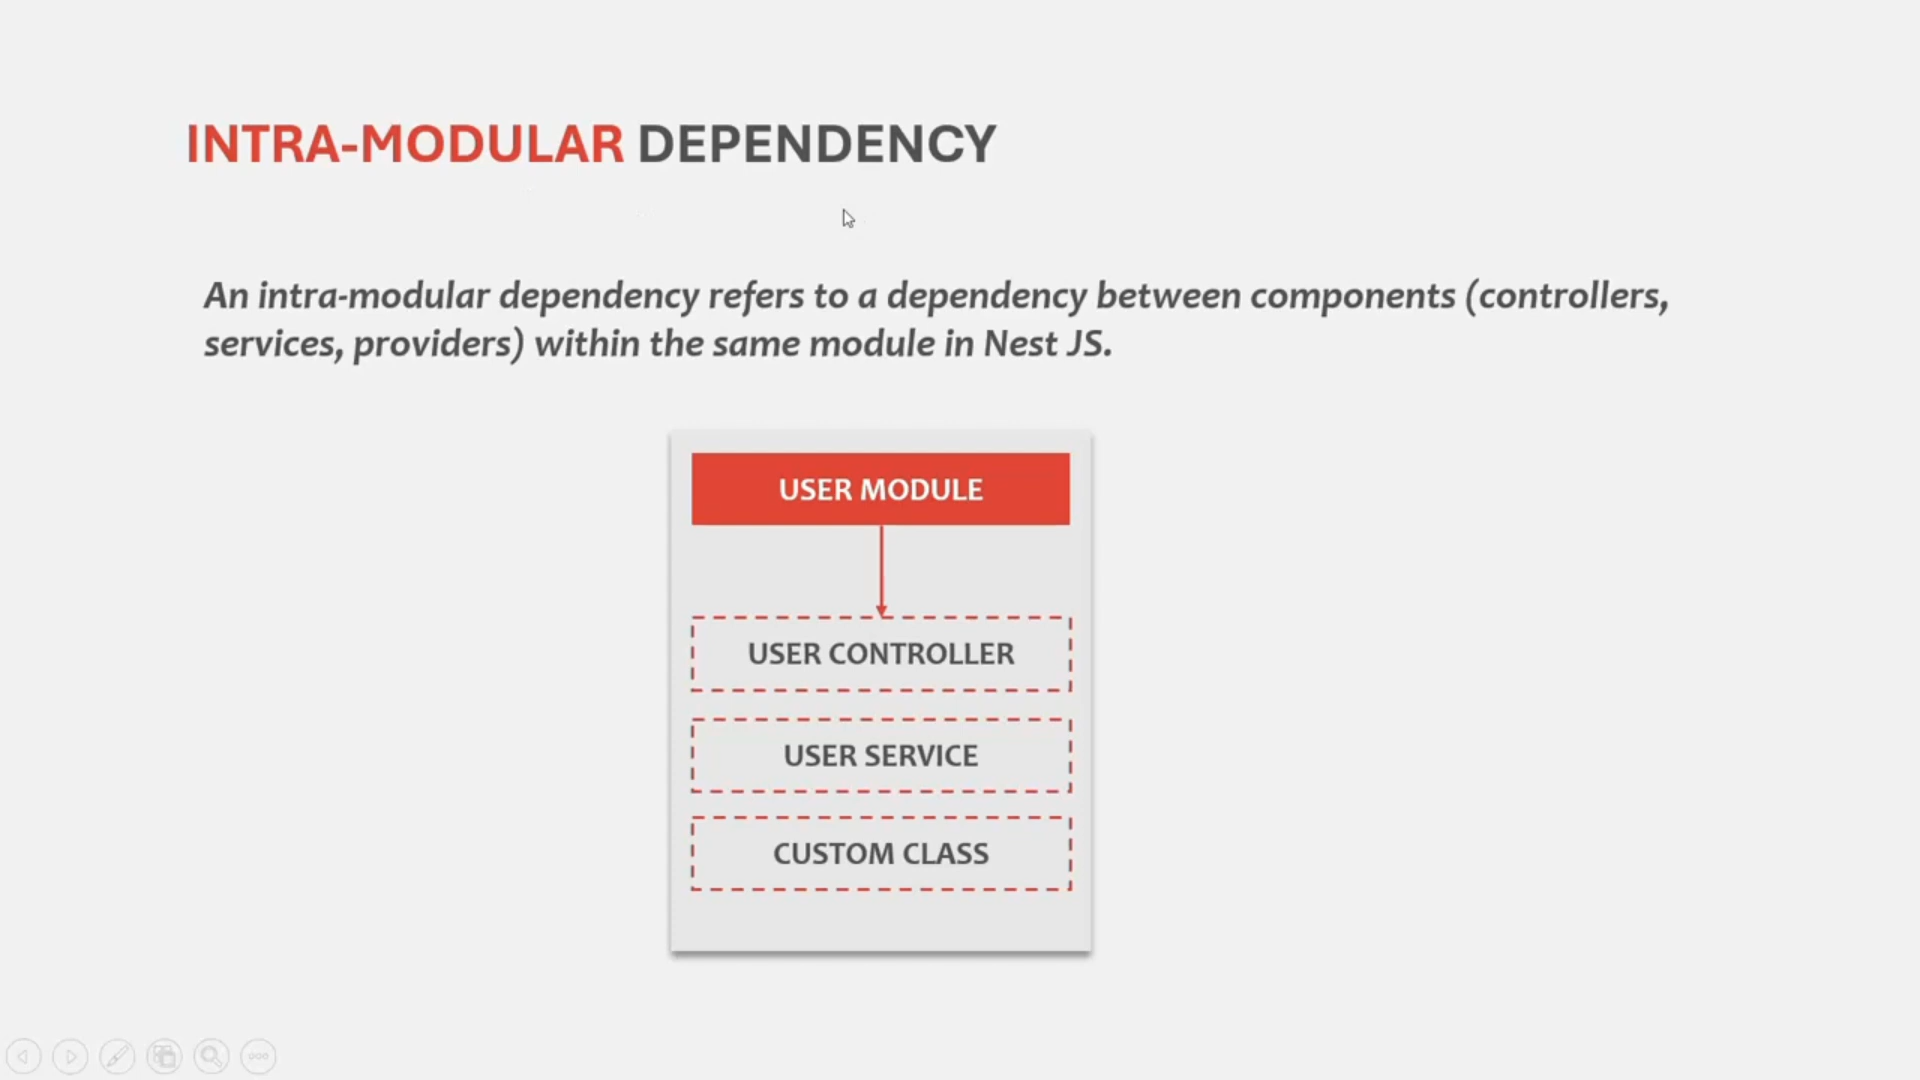 INTRA-MODULAR DEPENDENCY
An intra-modular dependency refers to a dependency between components (controllers,
services, providers) within the same module in Nest JS.
USER MODULE
USER CONTROLLER
USER SERVICE
CUSTOM CLASS